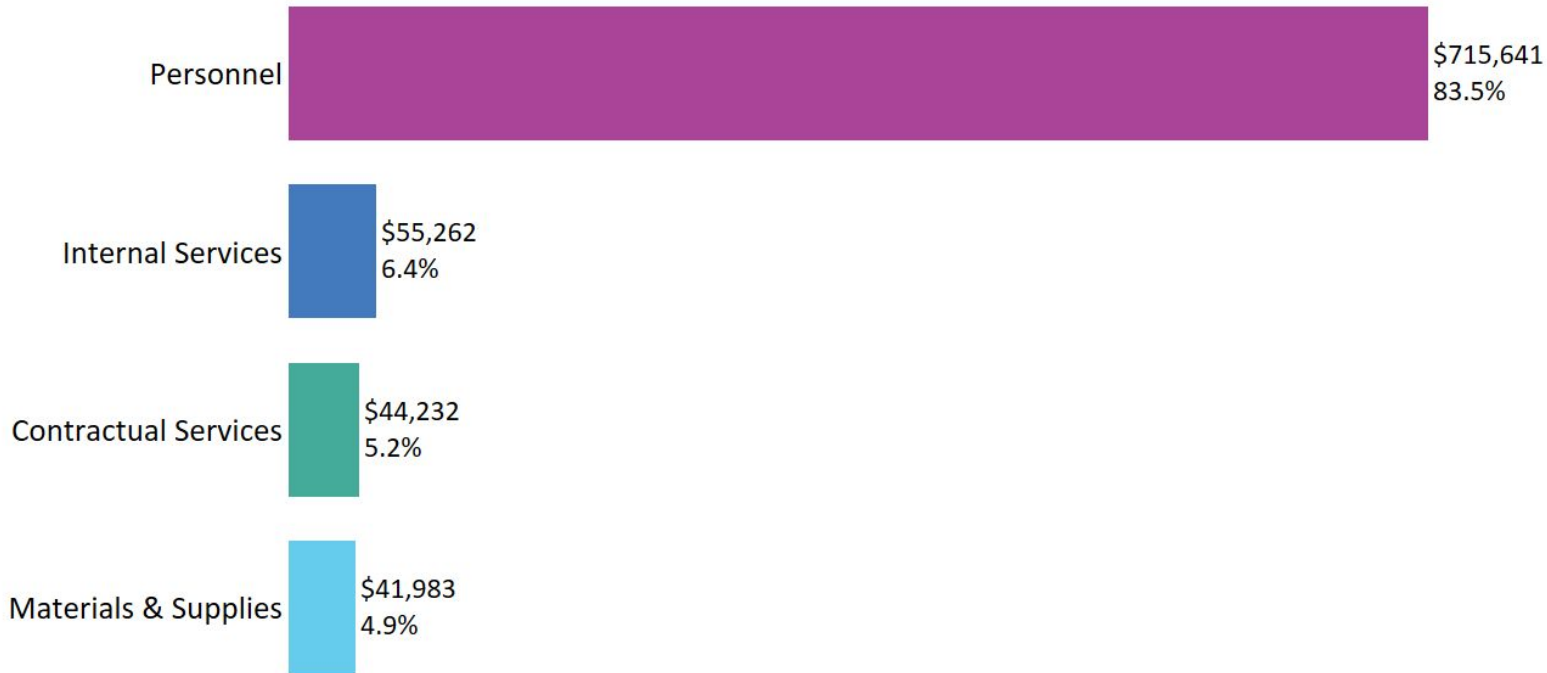 Personnel
$715,641
83.5%
Internal Services
$55,262
6.4%
Contractual Services
$44,232
5.2%
Materials & Supplies
$41,983
4.9%